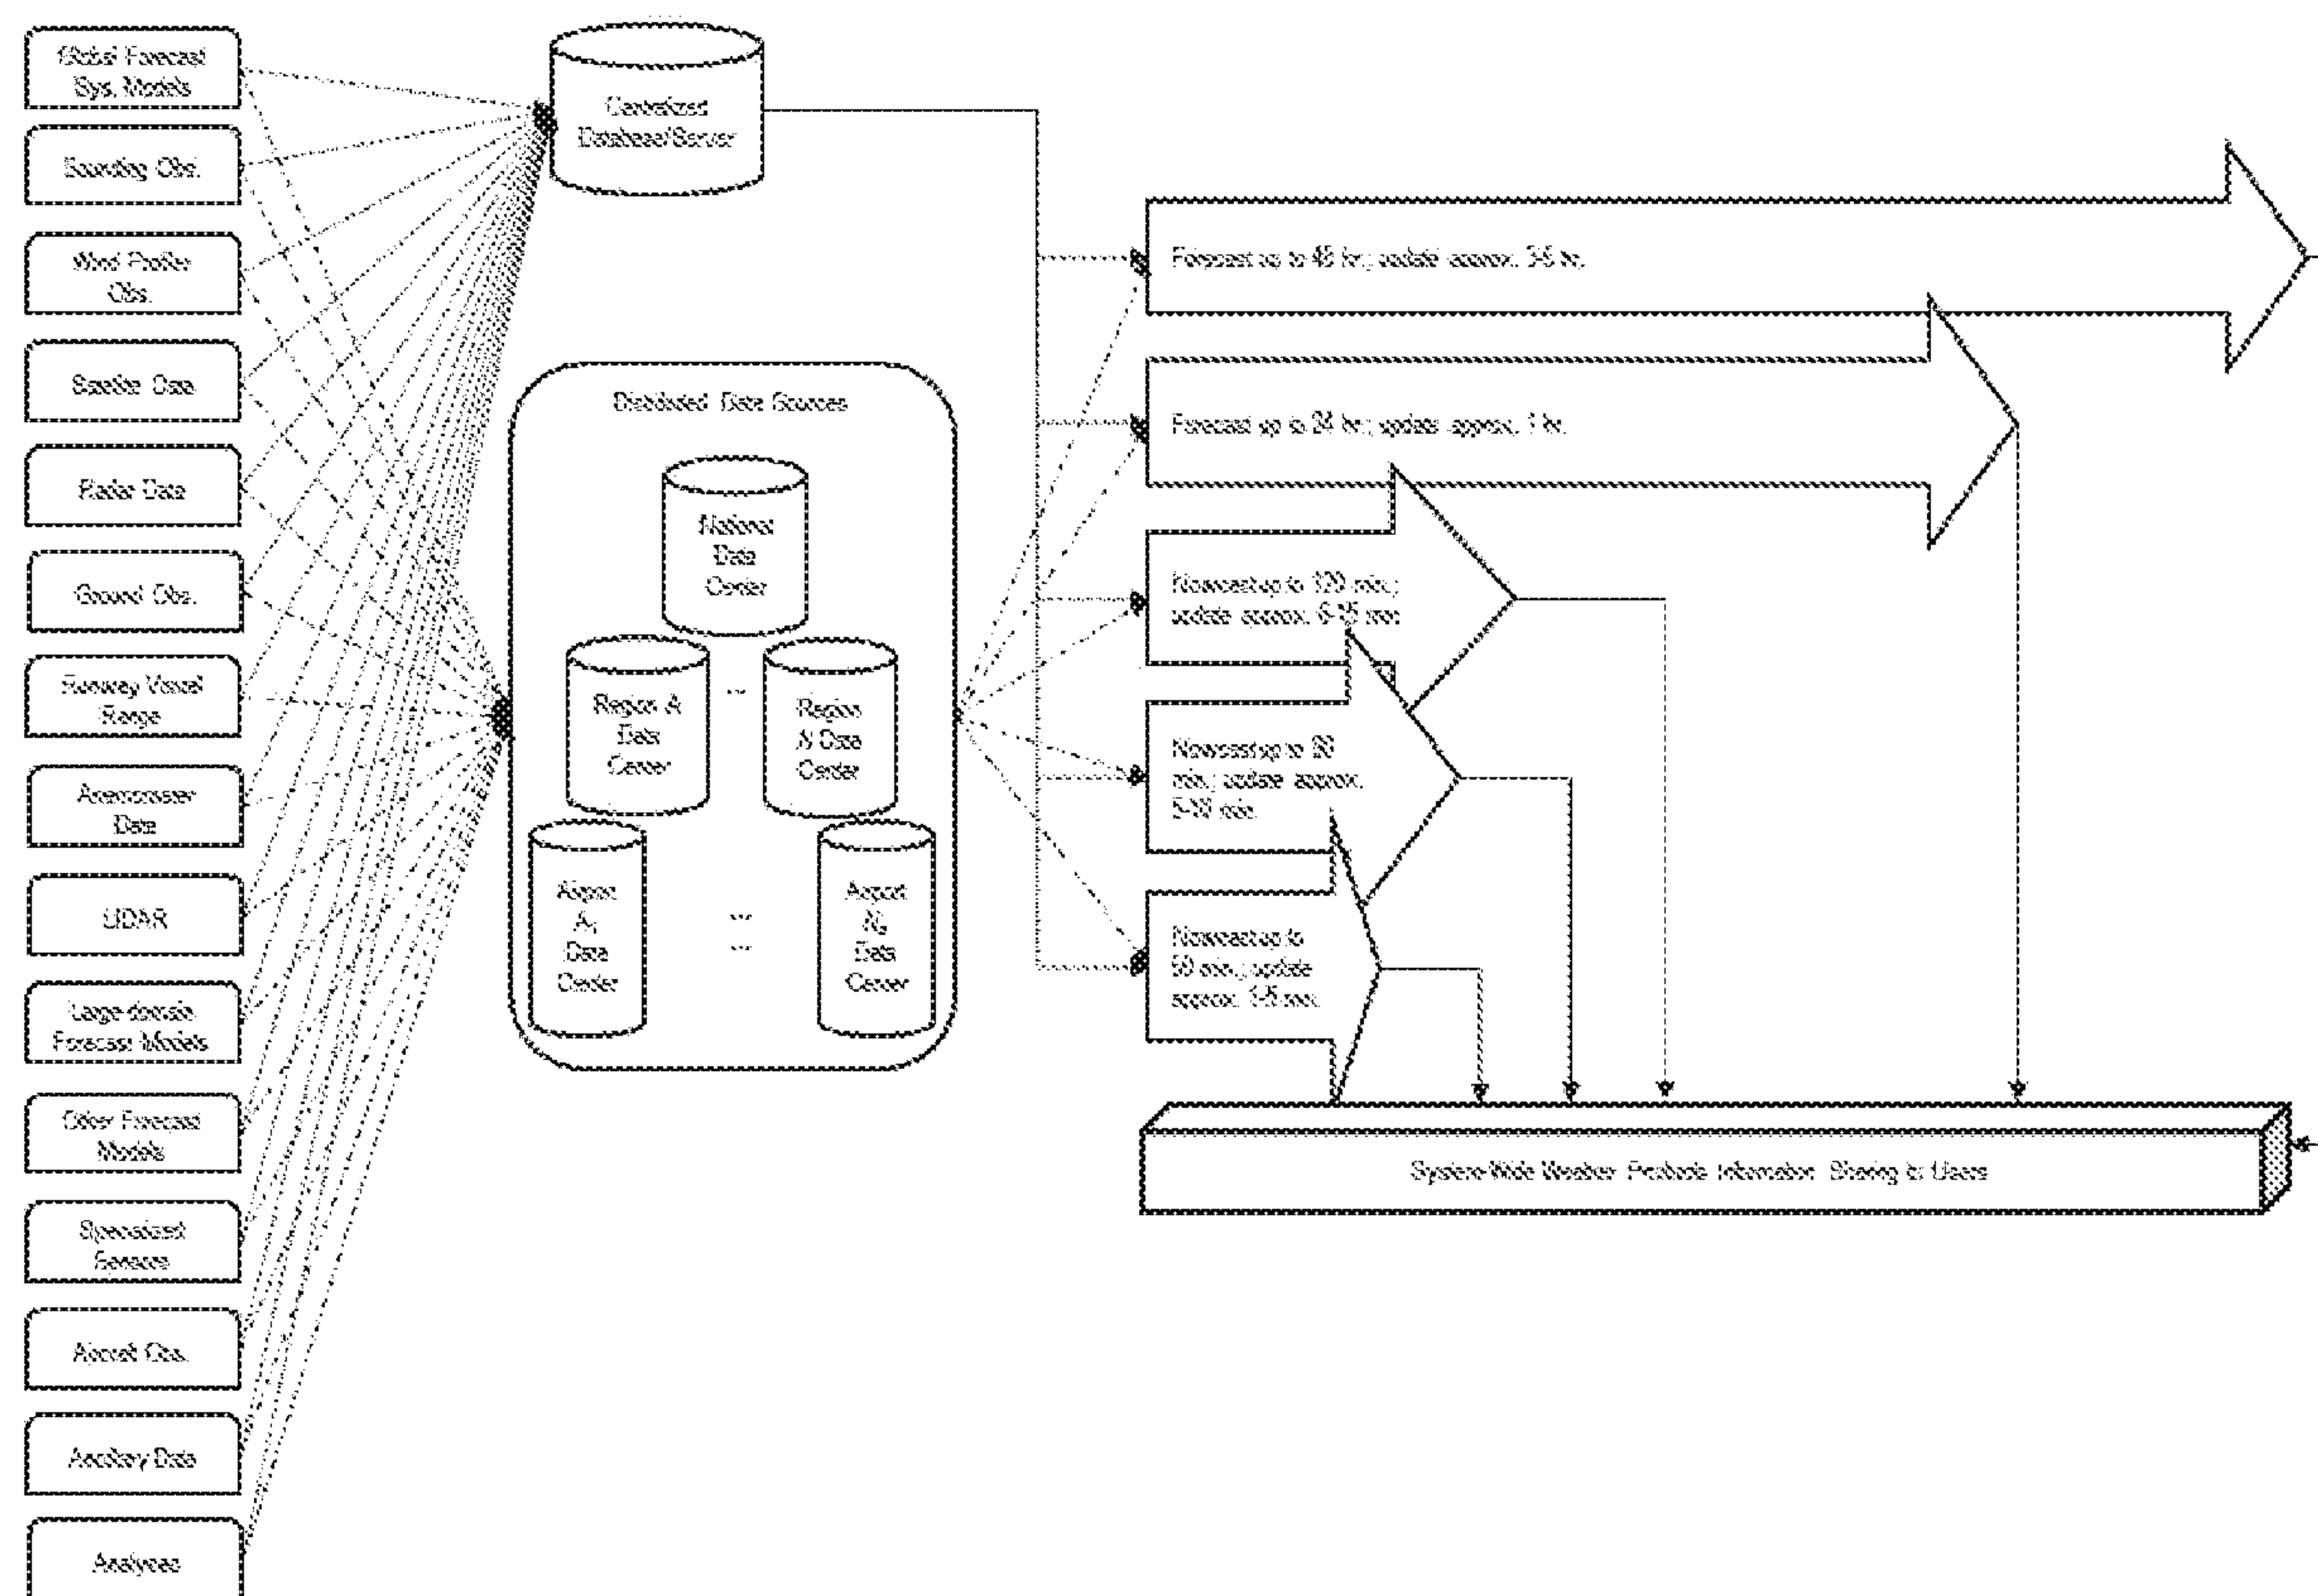 Global Forecast
Sys. Models
Sounding Obs.
Wind Profiler
Obs.
Satellite Data
Radar Data
Ground Obs.
Runway Visual
Range
Anemometer
Data
LIDAR
Large-domain
Forecast Models
Other Forecast
Models
Specialized
Sensors
Aircraft Obs.
Ancillary Data
Analyses
Centralized
Database/Server
Distributed Data Sources
National
Data
Center
Region A
Data
Center
...
Region
N Data
Center
Airport
Data
Center
...
...
Airport
Data
Center
Forecast up to 48 hr.; update approx. hr.
Forecast up to 24 hr.; update approx. 1 hr.
Nowcast up to 120 min.;
update approx. min.
Nowcast up to
min.; update approx.
min.
Nowcast up to
min.; update
approx. min.
System-Wide Weather Products Information Sharing to Users